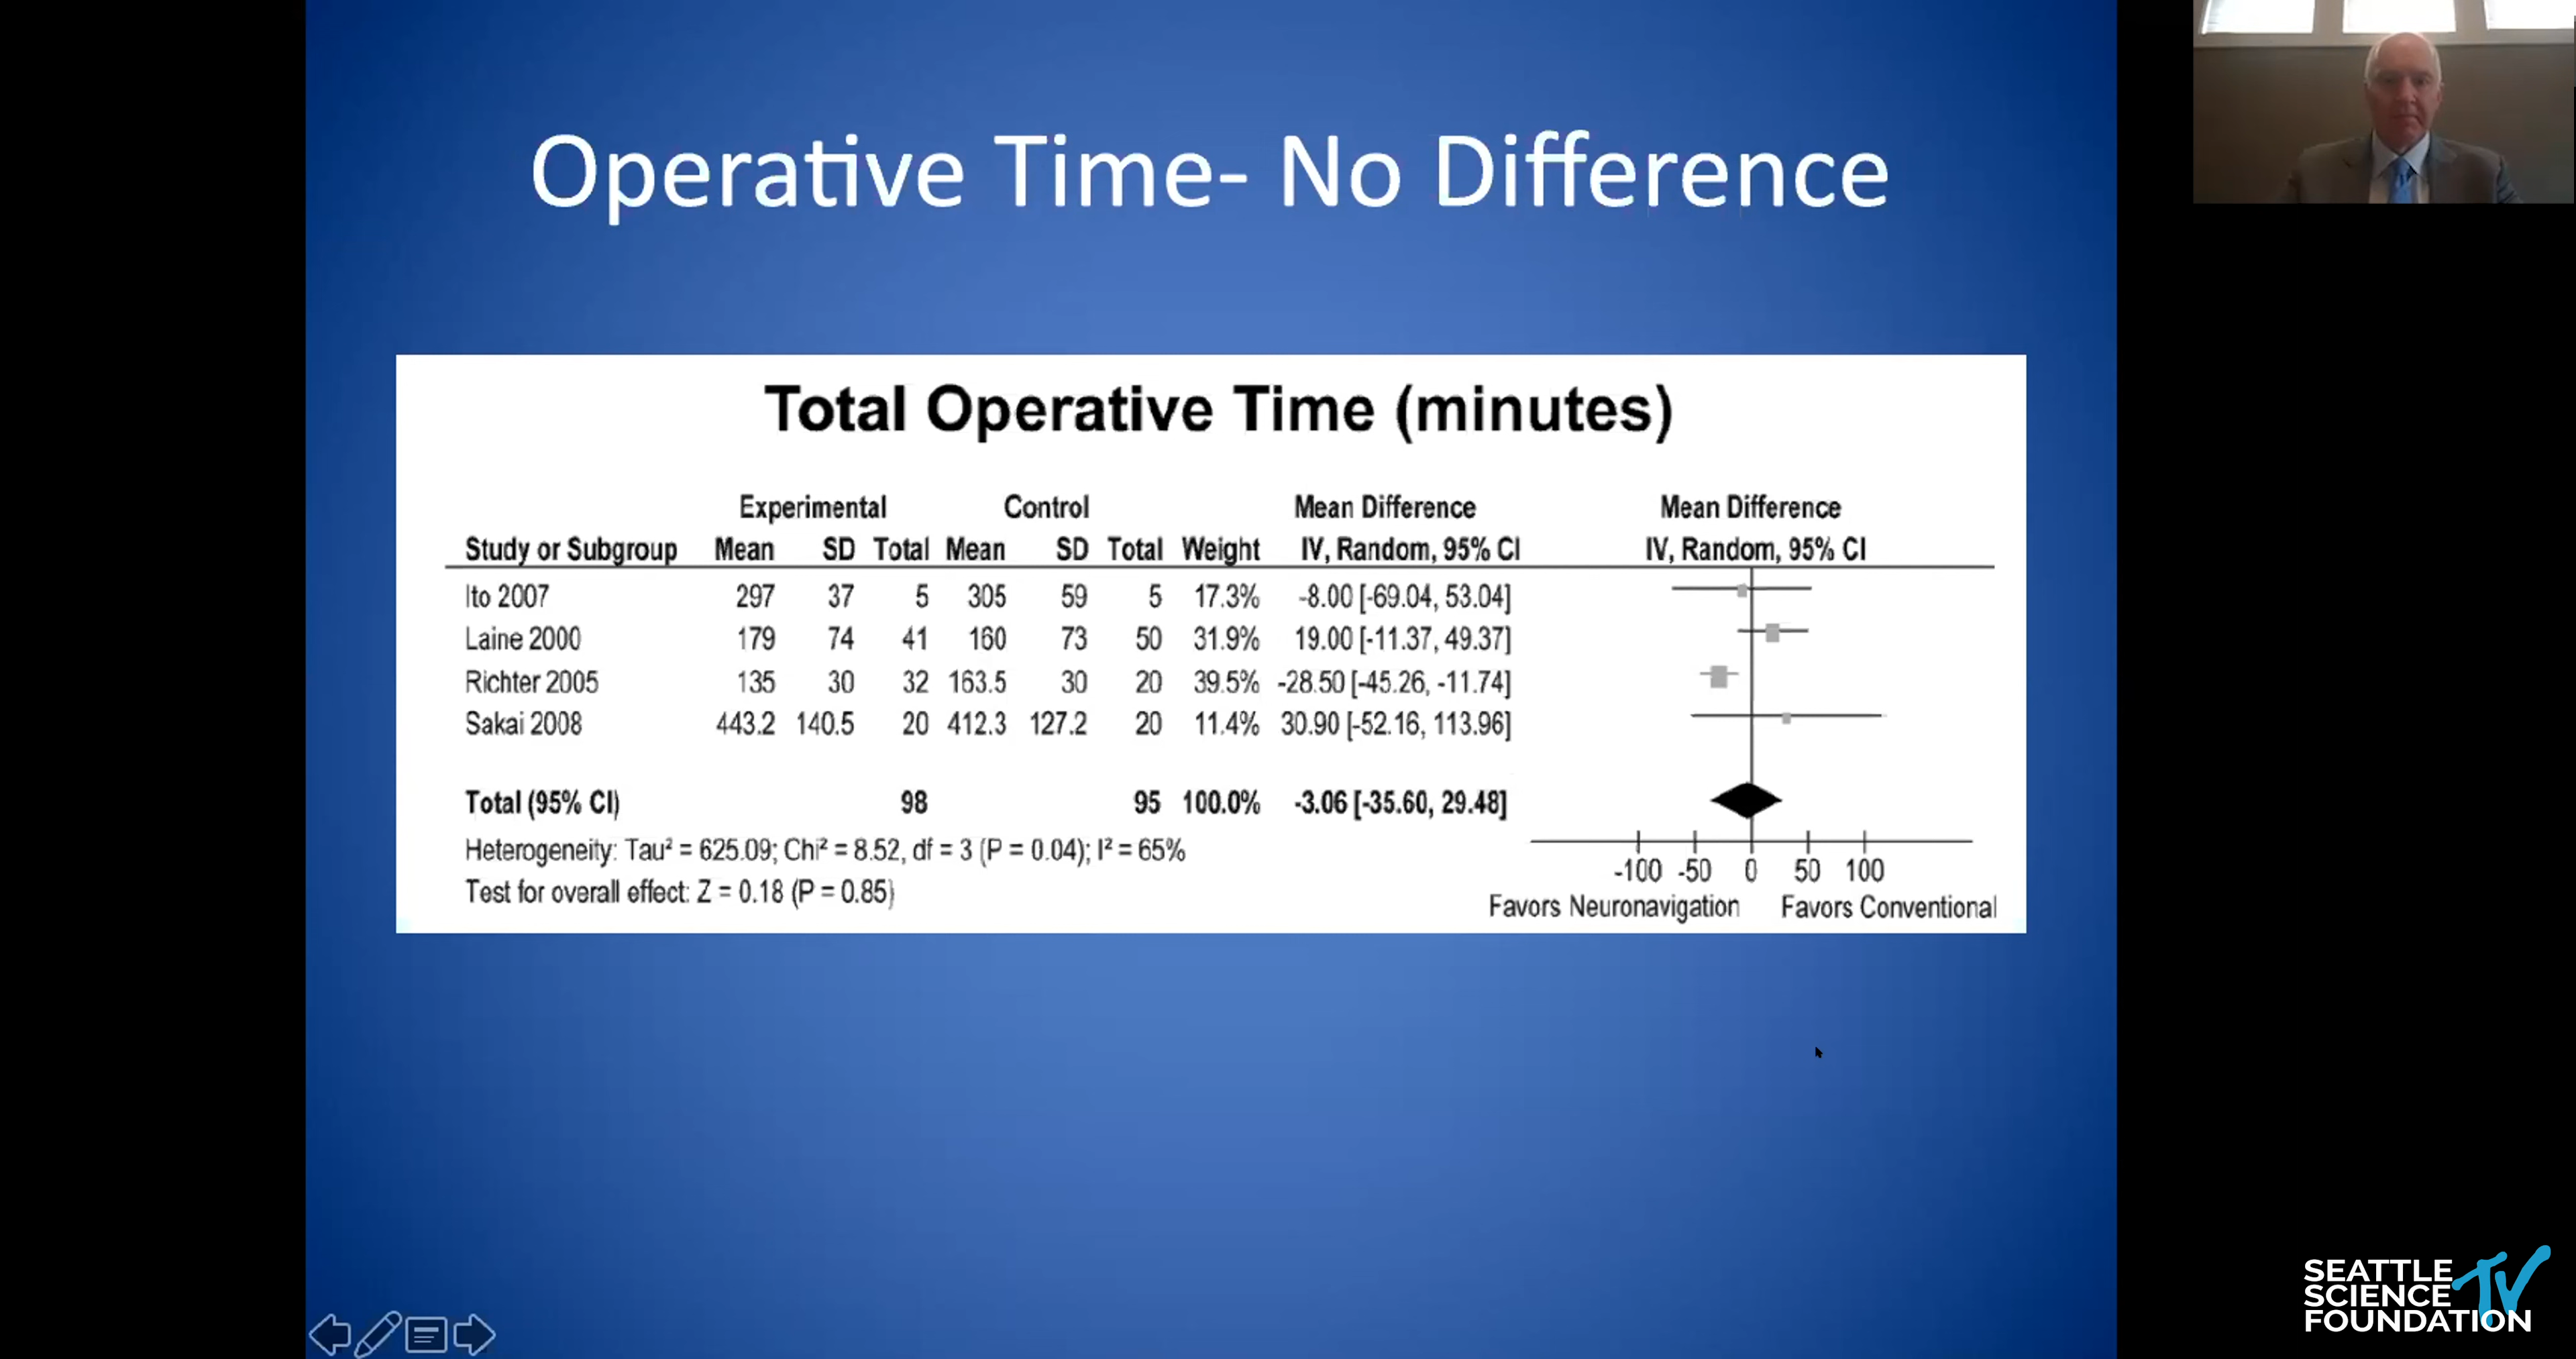 Operative Time- No Difference
Total Operative Time (minutes)
Experimental Control Mean Difference Mean Difference
Study or Subgroup Mean SD Total Mean SD Total Weight IV, Random, 95% CI IV, Random, 95% CI
Ito 2007 297 37 5 305 59 5 17.3% -8.00 [-69.04, 53.04]
Laine 2000 179 74 41 160 73 50 31.9% 19.00 [-11.37, 49.37]
Richter 2005 135 30 32 163.5 30 20 39.5% -28.50 [-45.26, -11.74]
Sakai 2008 443.2 140.5 20 412.3 127.2 20 11.4% 30.90 [-52.16, 113.96]
Total (95% CI) 98 95 100.0% -3.06 [-35.60, 29.48]
Heterogeneity: Tau² = 625.09; Chi² = 8.52, df = 3 (P = 0.04); I² = 65%
Test for overall effect: Z = 0.18 (P = 0.85)
-100 -50 0 50 100
Favors Neuronavigation Favors Conventional
SEATTLE
SCIENCE TV
FOUNDATION